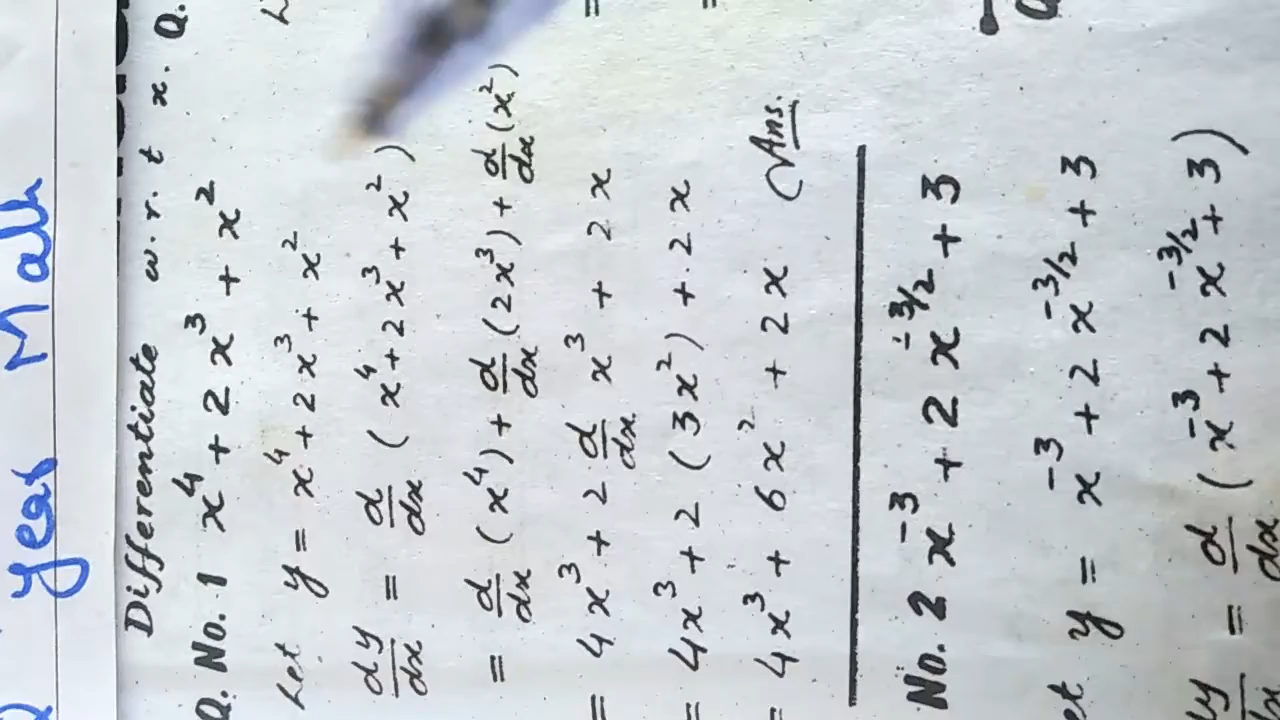 year Math
Differentiate w.r.t x. Q.
Q. No. 1 x⁴ + 2x³ + x²
Let y = x⁴ + 2x³ + x²
dy/dx = d/dx (x⁴ + 2x³ + x²)
= d/dx (x⁴) + d/dx (2x³) + d/dx (x²)
= 4x³ + 2 d/dx x³ + 2x
= 4x³ + 2 (3x²) + 2x
= 4x³ + 6x² + 2x (Ans.
No. 2 x⁻³ + 2x⁻³/² + 3
et y = x⁻³ + 2x⁻³/² + 3
dy/dx = d/dx (x⁻³ + 2x⁻³/² + 3)